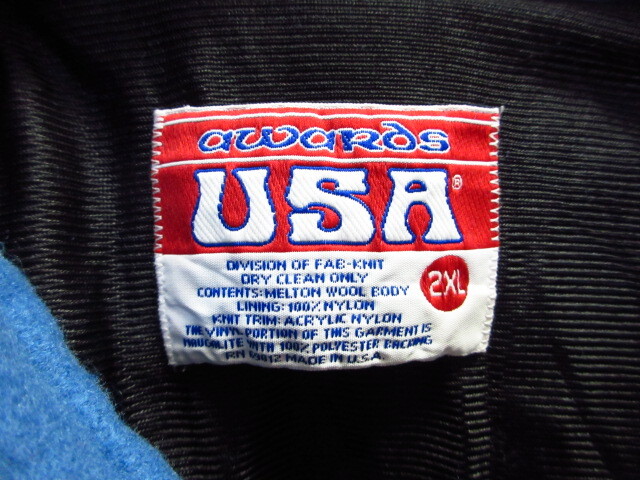 awards
USA®
DIVISION OF FAB-KNIT
DRY CLEAN ONLY
CONTENTS: MELTON WOOL BODY
LINING: 100% NYLON
KNIT TRIM: ACRYLIC NYLON
THE VINYL PORTION OF THIS GARMENT IS
NAUGALITE WITH 100% POLYESTER BACKING
RN MADE IN U.S.A.
2XL